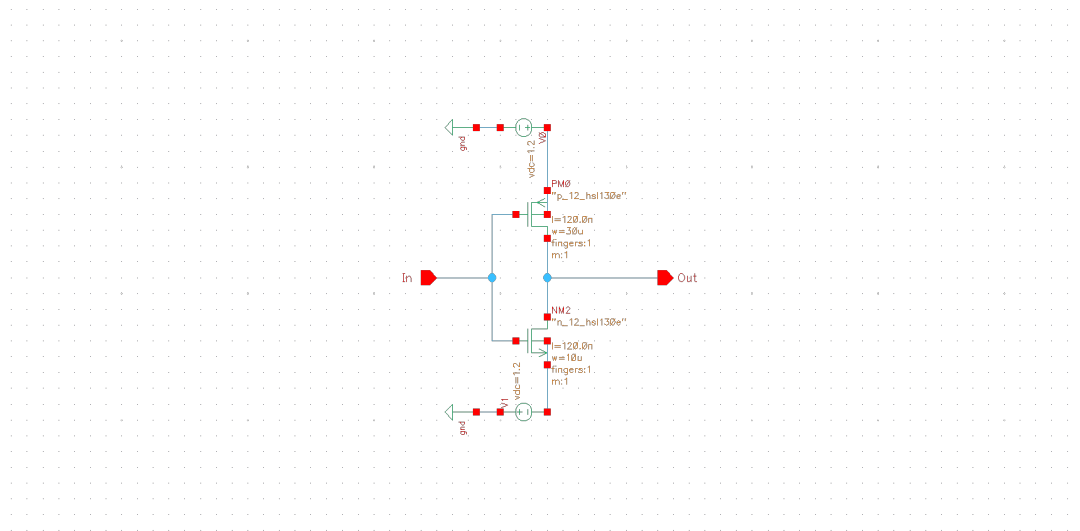 gnd
V0
vdc=1.2
PM0
"p_12_hsl130e"
l=120.0n
w=30u
fingers:1
m:1
In
Out
NM2
"n_12_hsl130e"
l=120.0n
w=10u
fingers:1
m:1
vdc=1.2
V1
gnd